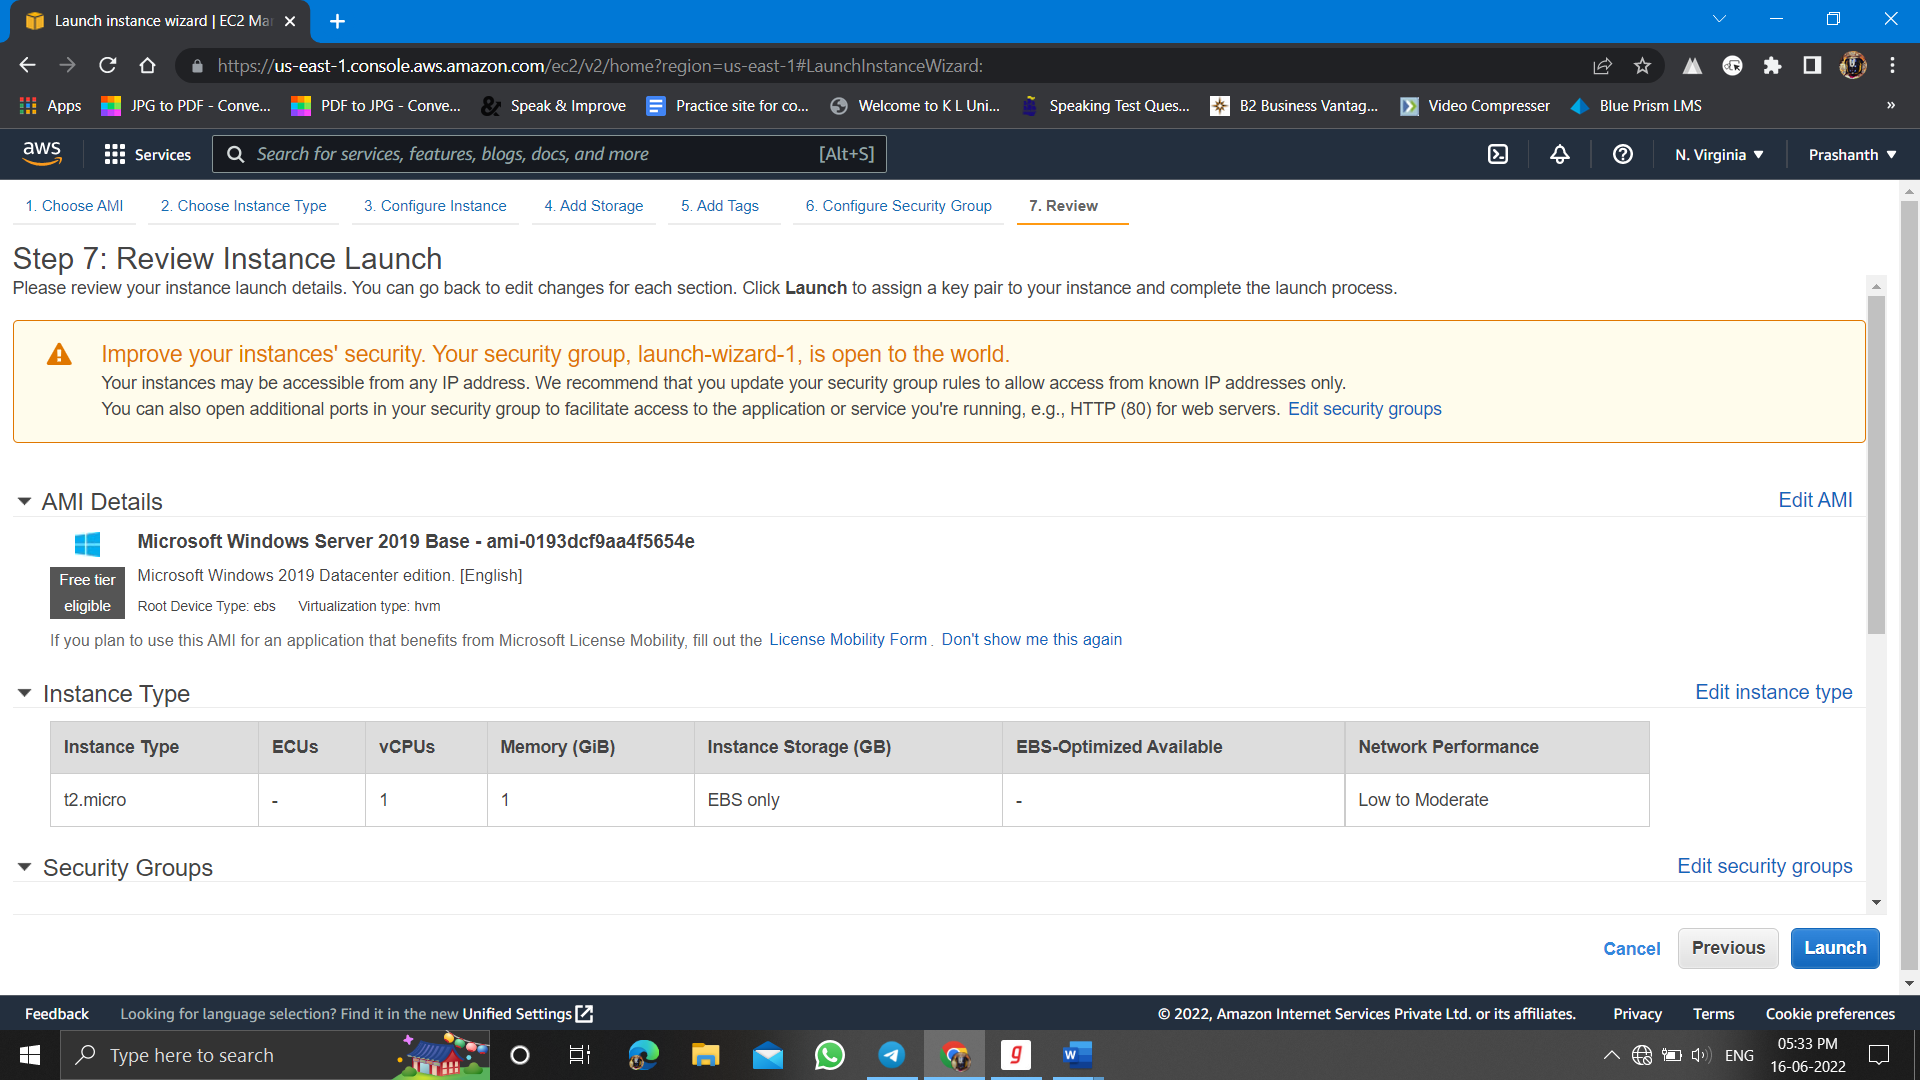 Launch instance wizard | EC2 Ma
https://us-east-1.console.aws.amazon.com/ec2/v2/home?region=us-east-1#LaunchInstanceWizard:
Apps JPG to PDF - Conve... PDF to JPG - Conve... Speak & Improve Practice site for co... Welcome to K L Uni... Speaking Test Ques... B2 Business Vantag... Video Compresser Blue Prism LMS »
aws Services Search for services, features, blogs, docs, and more [Alt+S] N. Virginia Prashanth
1. Choose AMI 2. Choose Instance Type 3. Configure Instance 4. Add Storage 5. Add Tags 6. Configure Security Group 7. Review
Step 7: Review Instance Launch
Please review your instance launch details. You can go back to edit changes for each section. Click Launch to assign a key pair to your instance and complete the launch process.
Improve your instances' security. Your security group, launch-wizard-1, is open to the world.
Your instances may be accessible from any IP address. We recommend that you update your security group rules to allow access from known IP addresses only.
You can also open additional ports in your security group to facilitate access to the application or service you're running, e.g., HTTP (80) for web servers. Edit security groups
AMI Details Edit AMI
Microsoft Windows Server 2019 Base - ami-0193dcf9aa4f5654e
Free tier eligible
Microsoft Windows 2019 Datacenter edition. [English]
Root Device Type: ebs Virtualization type: hvm
If you plan to use this AMI for an application that benefits from Microsoft License Mobility, fill out the License Mobility Form . Don't show me this again
Instance Type Edit instance type
Instance Type ECUs vCPUs Memory (GiB) Instance Storage (GB) EBS-Optimized Available Network Performance
t2.micro - 1 1 EBS only - Low to Moderate
Security Groups Edit security groups
Cancel Previous Launch
Feedback Looking for language selection? Find it in the new Unified Settings © 2022, Amazon Internet Services Private Ltd. or its affiliates. Privacy Terms Cookie preferences
Type here to search ENG 05:33 PM
16-06-2022